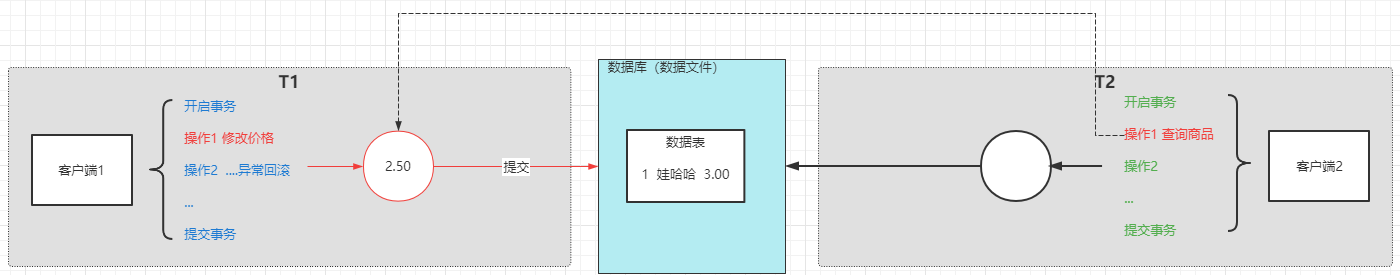 T1
客户端1
开启事务
操作1 修改价格
操作2 ....异常回滚
...
提交事务
2.50
提交
数据库（数据文件）
数据表
1 娃哈哈 3.00
T2
开启事务
操作1 查询商品
操作2
...
提交事务
客户端2